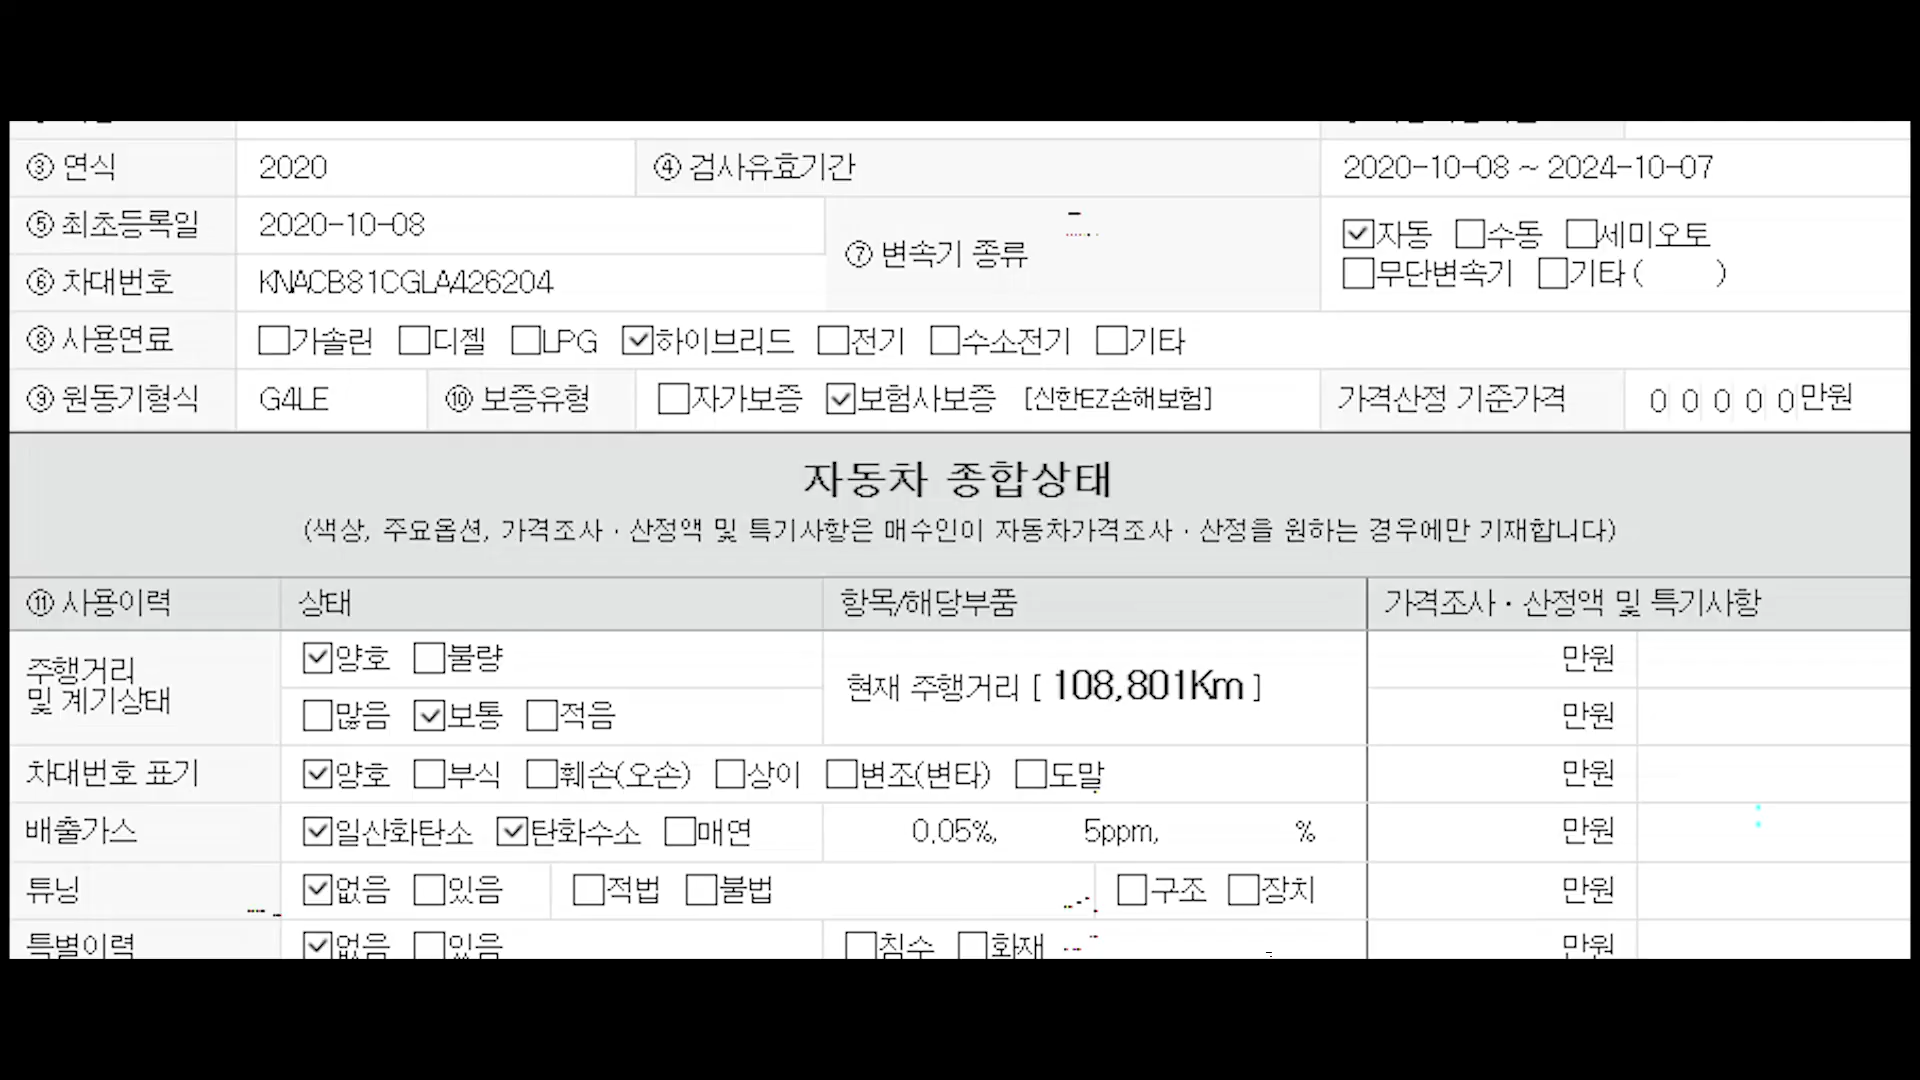 ③ 연식 2020 ④ 검사유효기간 2020-10-08 ~ 2024-10-07
⑤ 최초등록일 2020-10-08 ⑦ 변속기 종류 ☑자동 ☐수동 ☐세미오토
⑥ 차대번호 KNACB81CGLA426204 ☐무단변속기 ☐기타 ( )
⑧ 사용연료 ☐가솔린 ☐디젤 ☐LPG ☑하이브리드 ☐전기 ☐수소전기 ☐기타
⑨ 원동기형식 G4LE ⑩ 보증유형 ☐자가보증 ☑보험사보증 [신한EZ손해보험] 가격산정 기준가격 0 0 0 0 0만원
자동차 종합상태
(색상, 주요옵션, 가격조사 · 산정액 및 특기사항은 매수인이 자동차가격조사 · 산정을 원하는 경우에만 기재합니다)
⑪ 사용이력 상태 항목/해당부품 가격조사 · 산정액 및 특기사항
주행거리 및 계기상태 ☑양호 ☐불량 현재 주행거리 [ 108,801Km ] 만원
☐많음 ☑보통 ☐적음 만원
차대번호 표기 ☑양호 ☐부식 ☐훼손(오손) ☐상이 ☐변조(변타) ☐도말 만원
배출가스 ☑일산화탄소 ☑탄화수소 ☐매연 0.05%, 5ppm, % 만원
튜닝 ☑없음 ☐있음 ☐적법 ☐불법 ☐구조 ☐장치 만원
특별이력 ☑없음 ☐있음 ☐침수 ☐화재 만원